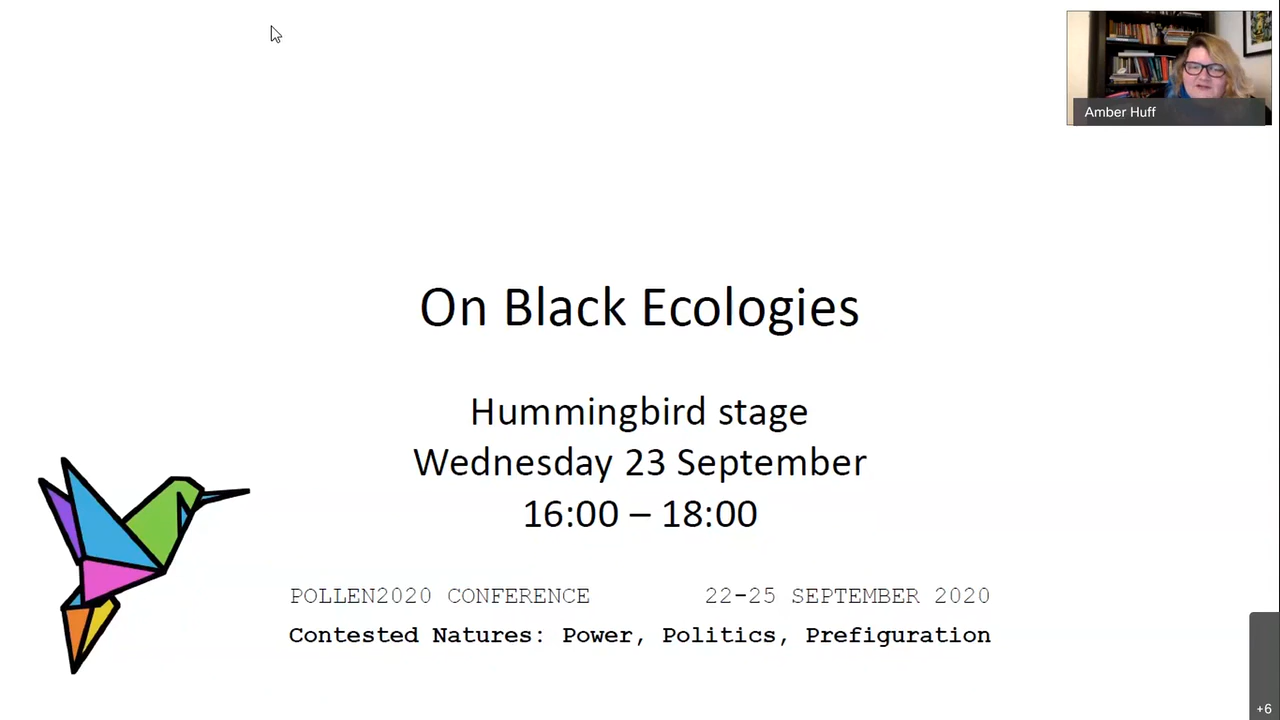 Amber Huff
On Black Ecologies
Hummingbird stage
Wednesday 23 September
16:00 – 18:00
POLLEN2020 CONFERENCE 22-25 SEPTEMBER 2020
Contested Natures: Power, Politics, Prefiguration
+6